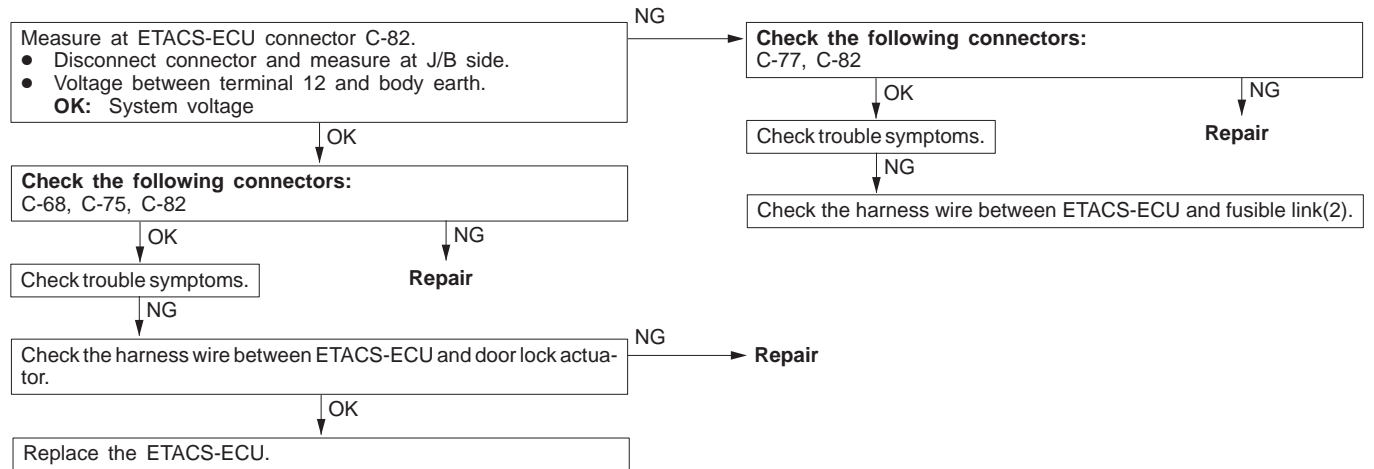 Measure at ETACS-ECU connector C-82.
● Disconnect connector and measure at J/B side.
● Voltage between terminal 12 and body earth.
OK: System voltage
NG
Check the following connectors:
C-77, C-82
OK
NG
Check trouble symptoms.
Repair
NG
Check the harness wire between ETACS-ECU and fusible link(2).
OK
Check the following connectors:
C-68, C-75, C-82
OK
NG
Check trouble symptoms.
Repair
NG
Check the harness wire between ETACS-ECU and door lock actua-
tor.
NG
Repair
OK
Replace the ETACS-ECU.